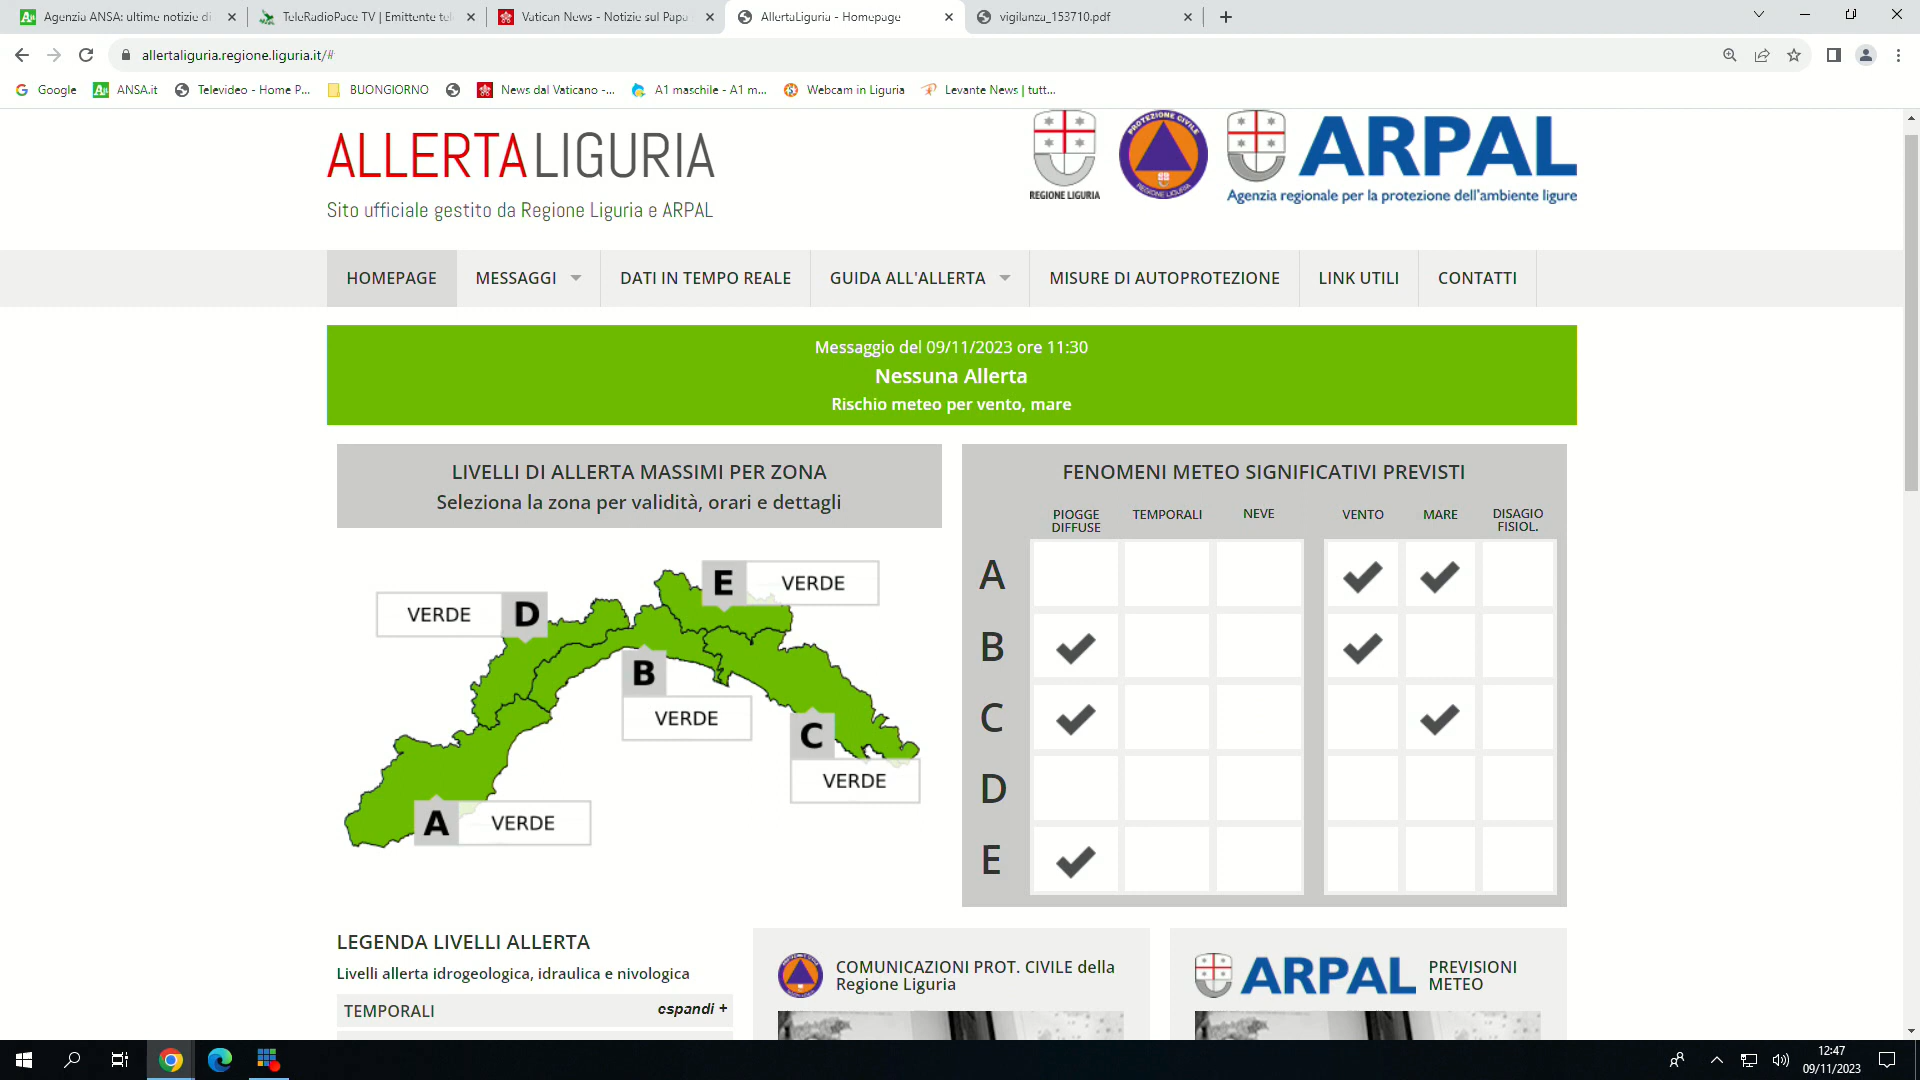 Agenzia ANSA: ultime notizie di
TeleRadioPace TV | Emittente tel
Vatican News - Notizie sul Papa
AllertaLiguria - Homepage
vigilanza_153710.pdf
allertaliguria.regione.liguria.it/#
Google
ANSA.it
Televideo - Home P...
BUONGIORNO
News dal Vaticano -...
A1 maschile - A1 m...
Webcam in Liguria
Levante News | tutt...
ALLERTALIGURIA
Sito ufficiale gestito da Regione Liguria e ARPAL
REGIONE LIGURIA
PROTEZIONE CIVILE
REGIONE LIGURIA
ARPAL
Agenzia regionale per la protezione dell'ambiente ligure
HOMEPAGE
MESSAGGI
DATI IN TEMPO REALE
GUIDA ALL'ALLERTA
MISURE DI AUTOPROTEZIONE
LINK UTILI
CONTATTI
Messaggio del 09/11/2023 ore 11:30
Nessuna Allerta
Rischio meteo per vento, mare
LIVELLI DI ALLERTA MASSIMI PER ZONA
Seleziona la zona per validità, orari e dettagli
E VERDE
VERDE D
B
VERDE
C
VERDE
A VERDE
FENOMENI METEO SIGNIFICATIVI PREVISTI
PIOGGE
DIFFUSE
TEMPORALI
NEVE
VENTO
MARE
DISAGIO
FISIOL.
A
B
C
D
E
LEGENDA LIVELLI ALLERTA
Livelli allerta idrogeologica, idraulica e nivologica
TEMPORALI
espandi +
COMUNICAZIONI PROT. CIVILE della
Regione Liguria
ARPAL
PREVISIONI
METEO
12:47
09/11/2023